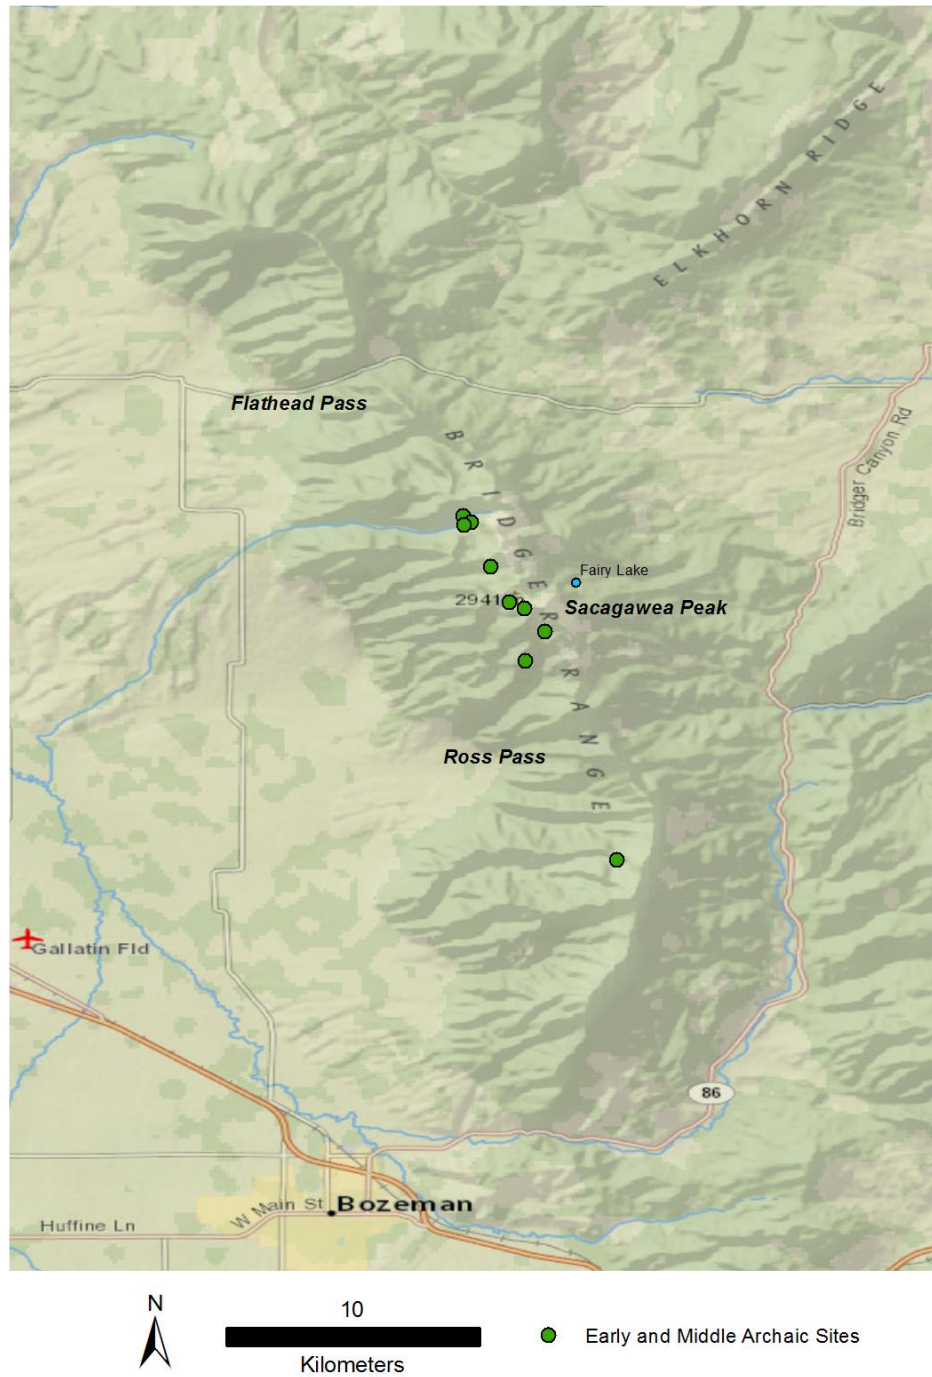 ELKHORN RIDGE
Flathead Pass
BRIDGER RANGE
Bridger Canyon Rd
Fairy Lake
Sacagawea Peak
Ross Pass
Gallatin Fld
86
Bozeman
W Main St
Huffine Ln
N
10
Kilometers
Early and Middle Archaic Sites